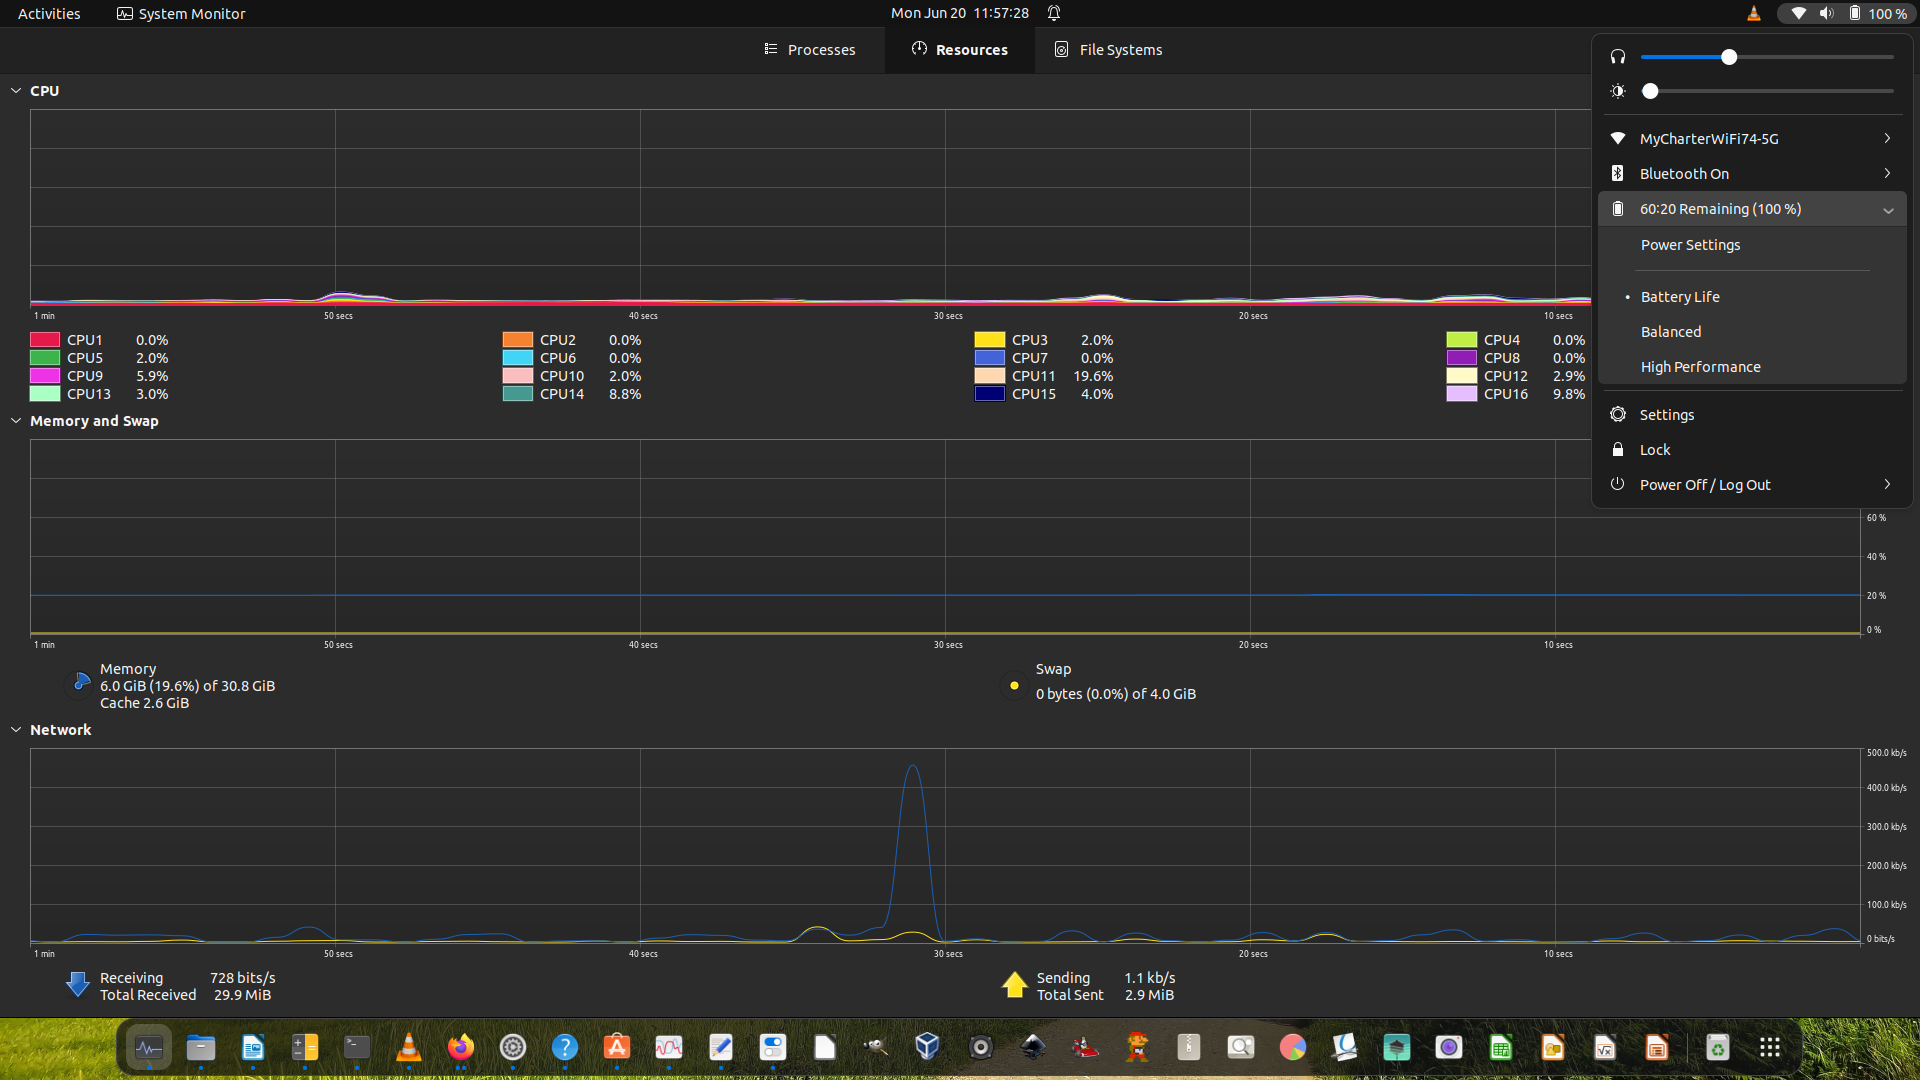 Activities
System Monitor
Mon Jun 20 11:57:28
100 %
Processes
Resources
File Systems
CPU
1 min
50 secs
40 secs
30 secs
20 secs
10 secs
CPU1 0.0%
CPU2 0.0%
CPU3 2.0%
CPU4 0.0%
CPU5 2.0%
CPU6 0.0%
CPU7 0.0%
CPU8 0.0%
CPU9 5.9%
CPU10 2.0%
CPU11 19.6%
CPU12 2.9%
CPU13 3.0%
CPU14 8.8%
CPU15 4.0%
CPU16 9.8%
MyCharterWiFi74-5G
Bluetooth On
60:20 Remaining (100 %)
Power Settings
Battery Life
Balanced
High Performance
Settings
Lock
Power Off / Log Out
Memory and Swap
60 %
40 %
20 %
0 %
1 min
50 secs
40 secs
30 secs
20 secs
10 secs
Memory
6.0 GiB (19.6%) of 30.8 GiB
Cache 2.6 GiB
Swap
0 bytes (0.0%) of 4.0 GiB
Network
500.0 kb/s
400.0 kb/s
300.0 kb/s
200.0 kb/s
100.0 kb/s
0 bits/s
1 min
50 secs
40 secs
30 secs
20 secs
10 secs
Receiving 728 bits/s
Total Received 29.9 MiB
Sending 1.1 kb/s
Total Sent 2.9 MiB